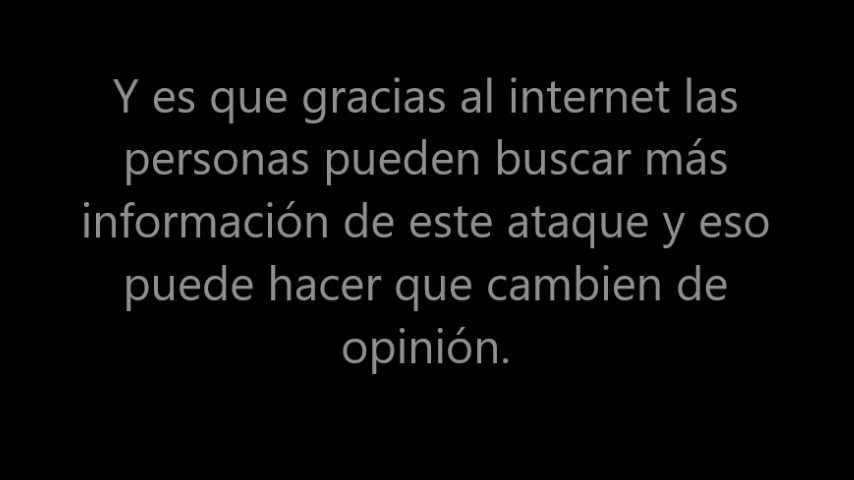 Y es que gracias al internet las
personas pueden buscar más
información de este ataque y eso
puede hacer que cambien de
opinión.